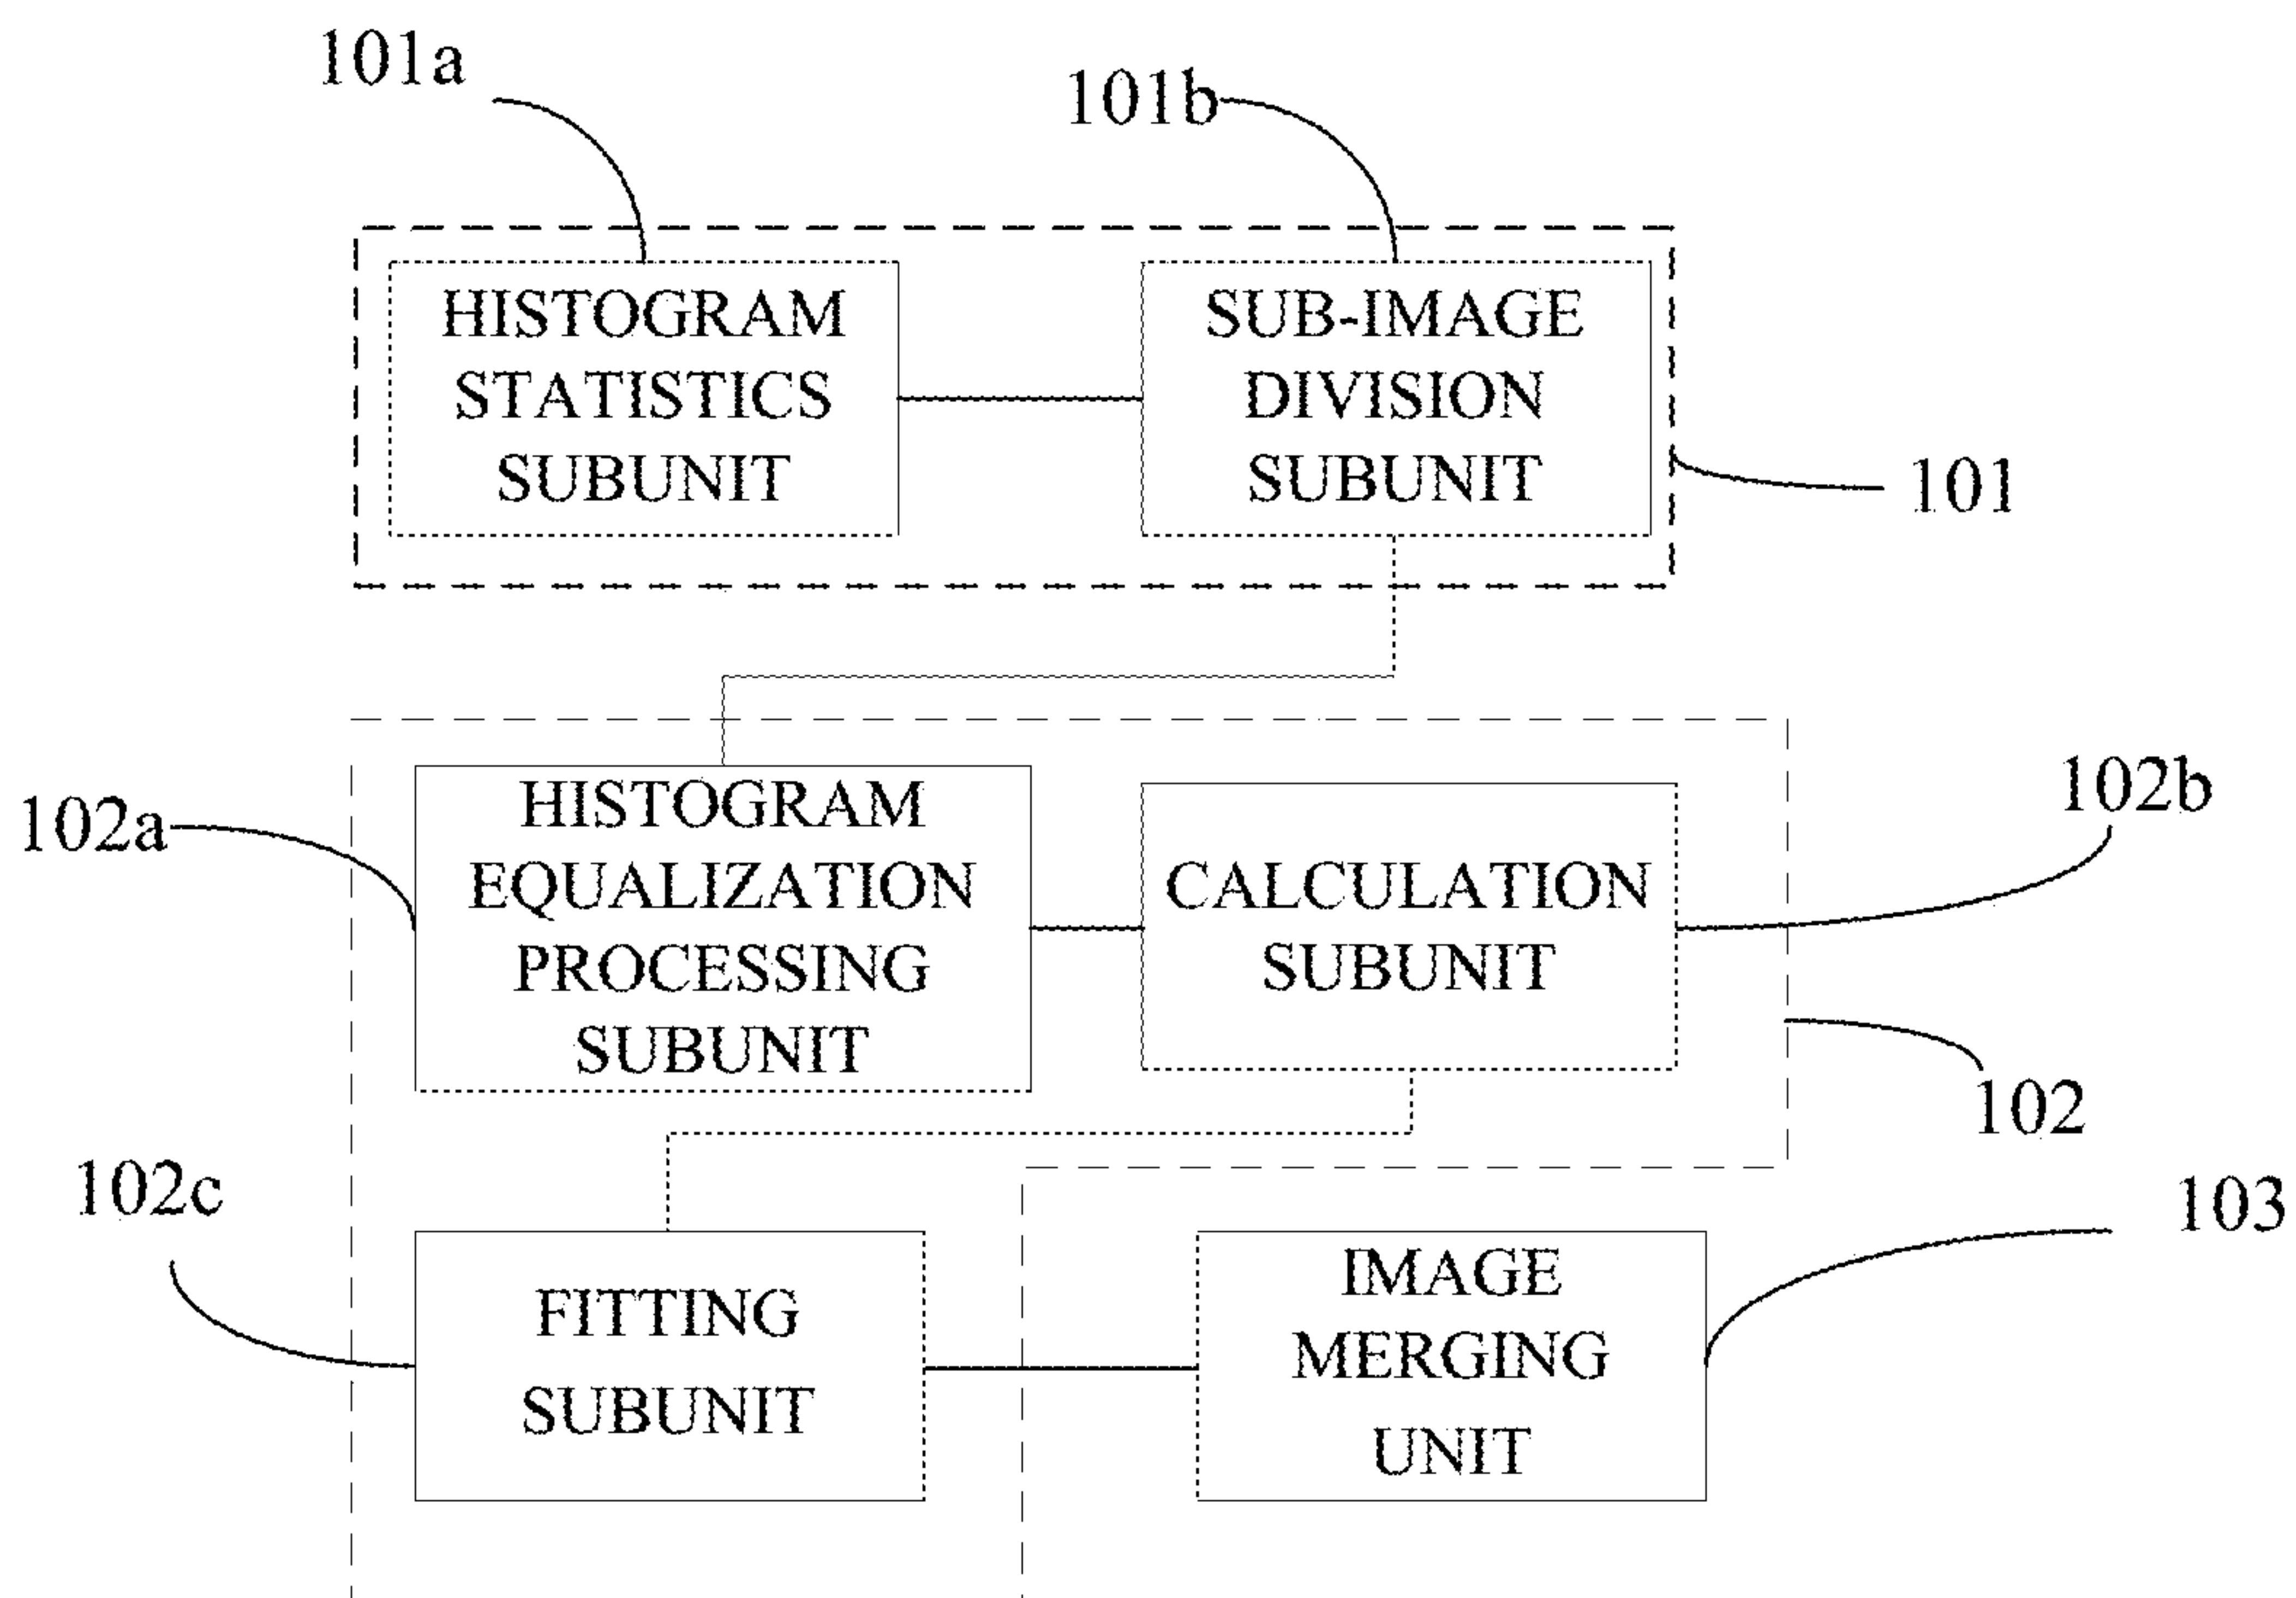 101a
101b
HISTOGRAM
STATISTICS
SUBUNIT
SUB-IMAGE
DIVISION
SUBUNIT
101
102a
HISTOGRAM
EQUALIZATION
PROCESSING
SUBUNIT
CALCULATION
SUBUNIT
102b
102
102c
FITTING
SUBUNIT
IMAGE
MERGING
UNIT
103